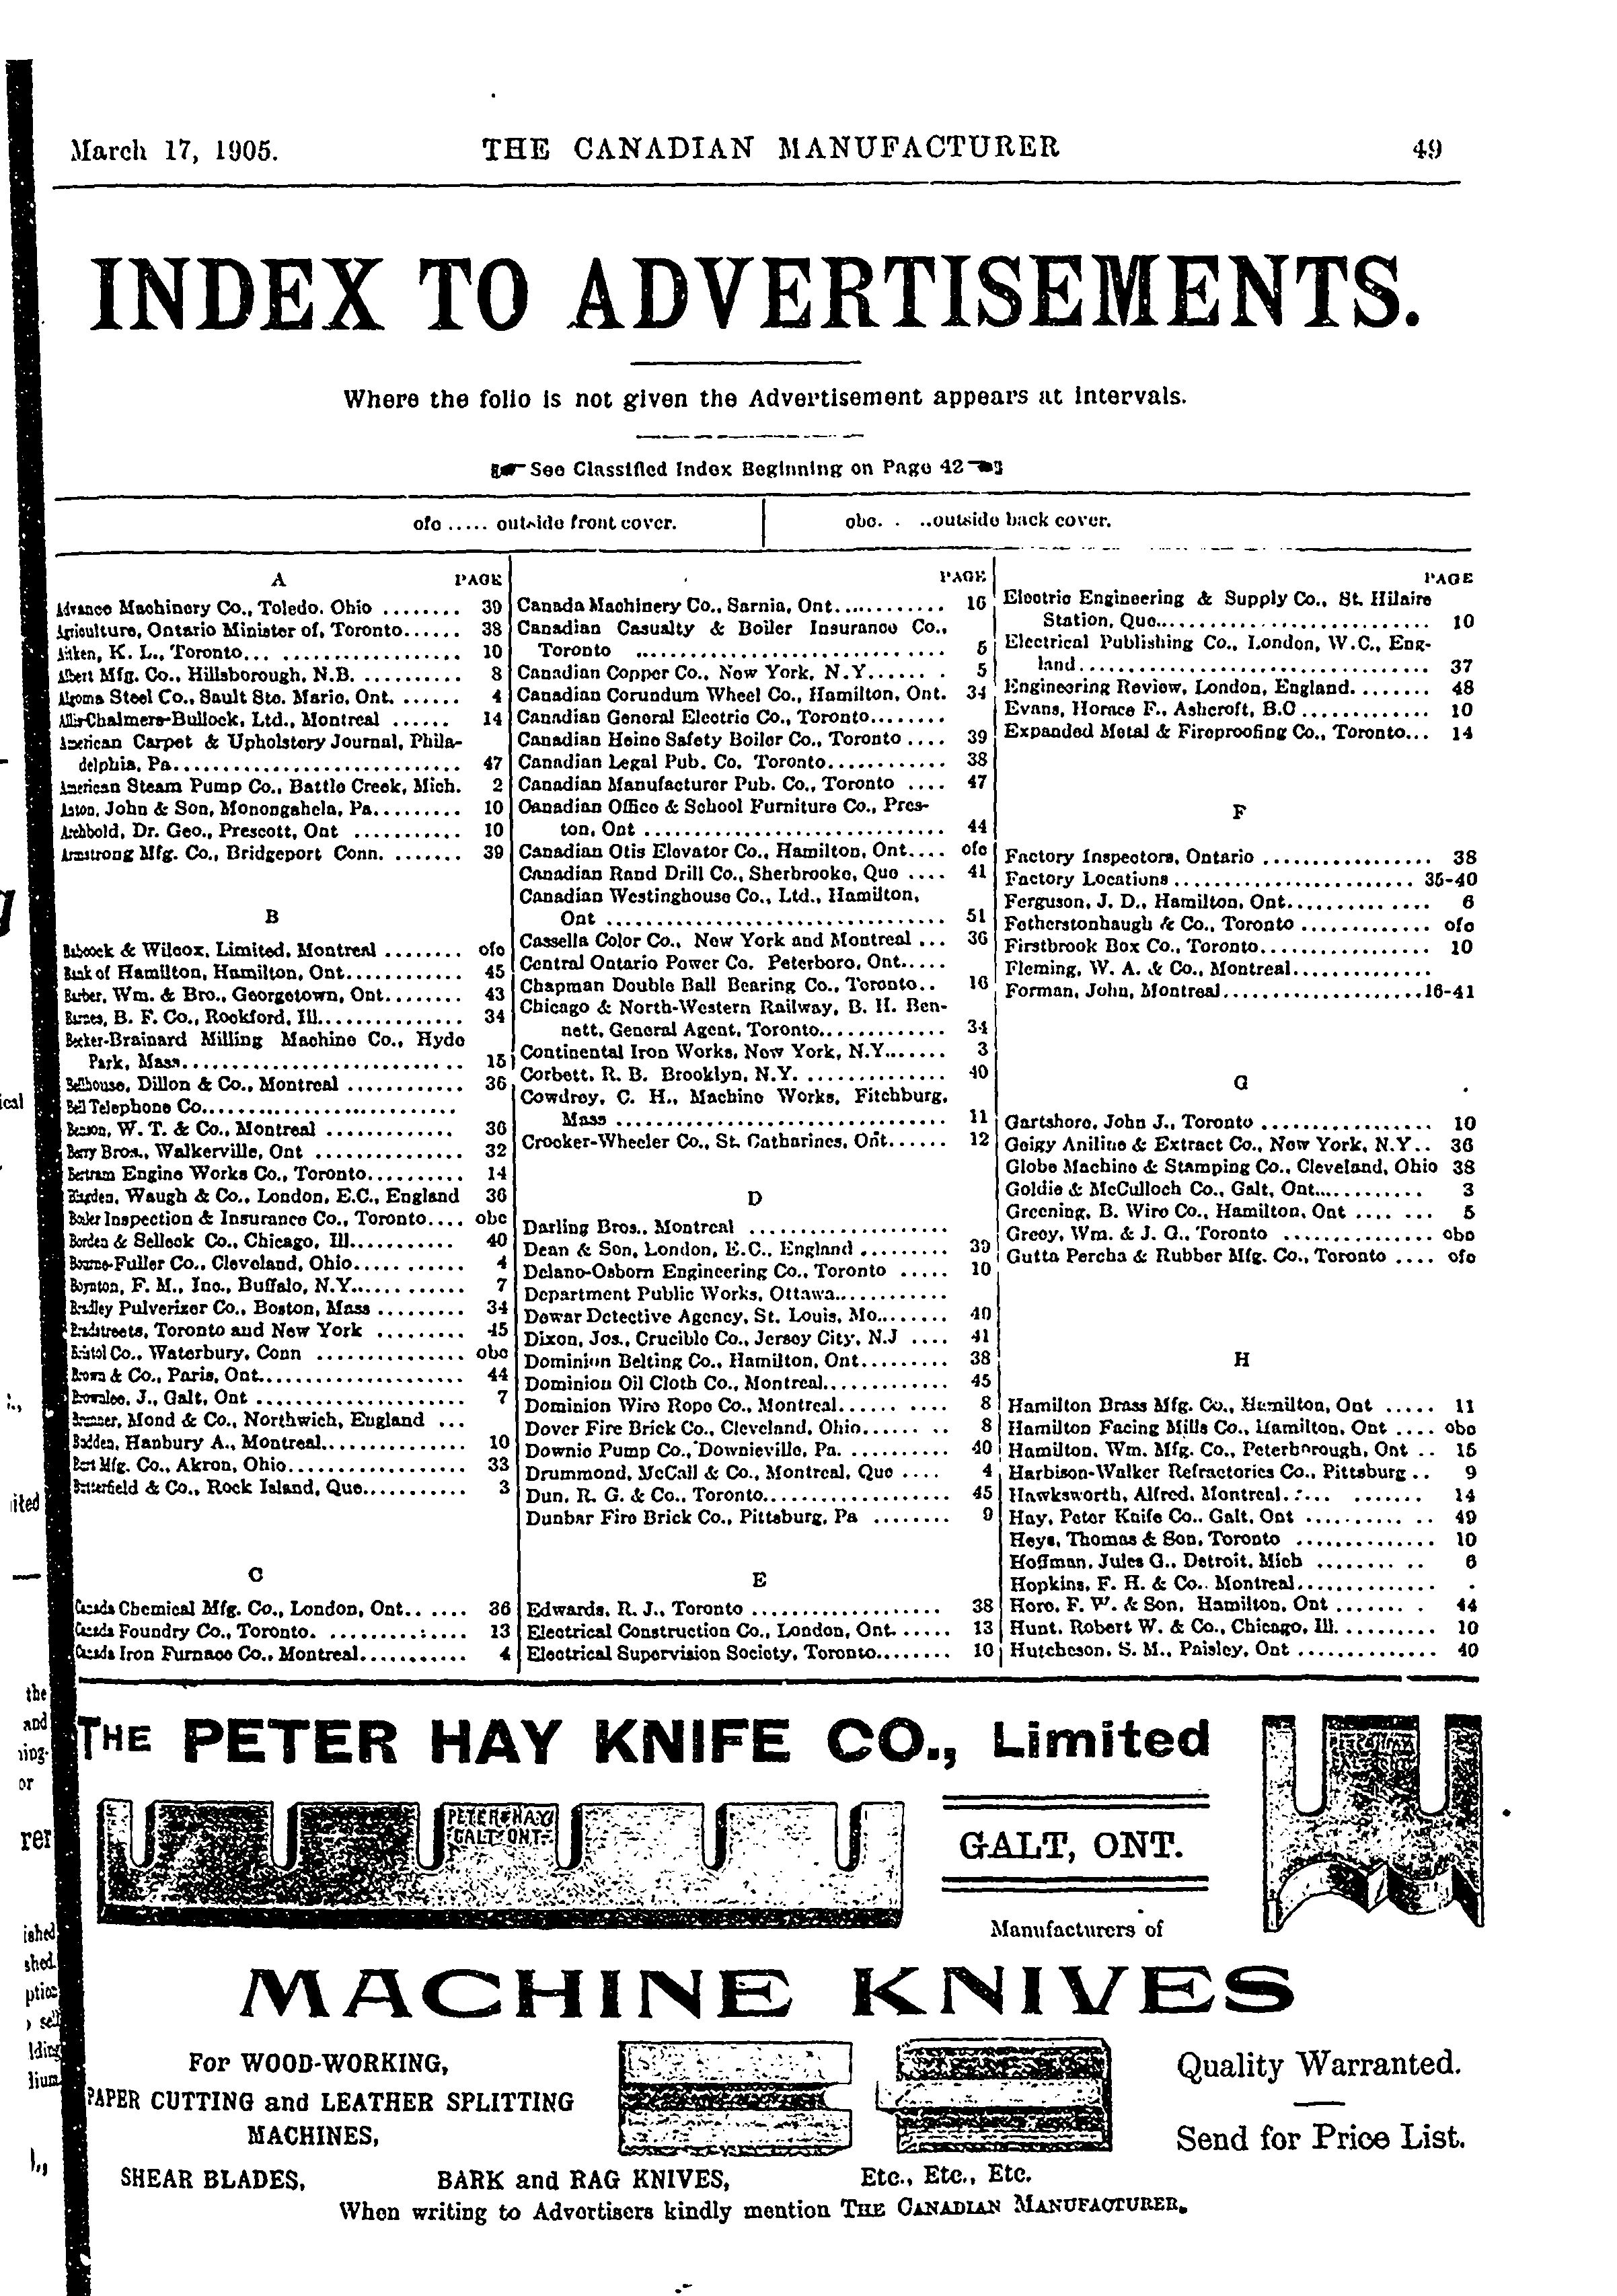 March 17, 1905. THE CANADIAN MANUFACTURER 49
INDEX TO ADVERTISEMENTS.
Where the folio is not given the Advertisement appears at intervals.
See Classified Index Beginning on Page 42
ofc ..... outside front cover. obc. . ..outside back cover.
A PAGE
Advance Machinery Co., Toledo, Ohio ........ 39
Agriculture, Ontario Minister of, Toronto...... 38
Aitken, K. L., Toronto... .................. 10
Albert Mfg. Co., Hillsborough, N.B. .......... 8
Algoma Steel Co., Sault Ste. Marie, Ont. ...... 4
Allis-Chalmers-Bullock, Ltd., Montreal ...... 14
American Carpet & Upholstery Journal, Phila-
delphia, Pa............................. 47
American Steam Pump Co., Battle Creek, Mich. 2
Aston, John & Son, Monongahela, Pa......... 10
Archbold, Dr. Geo., Prescott, Ont ........... 10
Armstrong Mfg. Co., Bridgeport Conn. ....... 39
B
Babcock & Wilcox, Limited, Montreal ........ ofc
Bank of Hamilton, Hamilton, Ont............ 45
Barber, Wm. & Bro., Georgetown, Ont........ 43
Barnes, B. F. Co., Rockford, Ill............... 34
Becker-Brainard Milling Machine Co., Hyde
Park, Mass............................ 15
Bellhouse, Dillon & Co., Montreal ............ 36
Bell Telephone Co..........................
Benson, W. T. & Co., Montreal ............. 36
Berry Bros., Walkerville, Ont ............... 32
Bertram Engine Works Co., Toronto.......... 14
Waugh & Co., London, E.C., England 36
Boiler Inspection & Insurance Co., Toronto.... obc
Borden & Selleck Co., Chicago, Ill........... 40
Bourne-Fuller Co., Cleveland, Ohio........... 4
Boynton, F. M., Inc., Buffalo, N.Y............ 7
Bradley Pulverizer Co., Boston, Mass ......... 34
Bradstreets, Toronto and New York ......... 45
Bristol Co., Waterbury, Conn ............... obc
Brown & Co., Paris, Ont..................... 44
Brownlee, J., Galt, Ont ..................... 7
Brunner, Mond & Co., Northwich, England ...
Budden, Hanbury A., Montreal.............. 10
Burt Mfg. Co., Akron, Ohio.................. 33
Butterfield & Co., Rock Island, Que........... 3
C
Canada Chemical Mfg. Co., London, Ont.. .... 36
Canada Foundry Co., Toronto. .............. 13
Canada Iron Furnace Co., Montreal........... 4
PAGE
Canada Machinery Co., Sarnia, Ont............ 16
Canadian Casualty & Boiler Insurance Co.,
Toronto ............................ 5
Canadian Copper Co., New York, N.Y...... . 5
Canadian Corundum Wheel Co., Hamilton, Ont. 34
Canadian General Electric Co., Toronto........
Canadian Heine Safety Boiler Co., Toronto .... 39
Canadian Legal Pub. Co. Toronto............ 38
Canadian Manufacturer Pub. Co., Toronto .... 47
Canadian Office & School Furniture Co., Pres-
ton, Ont ............................. 44
Canadian Otis Elevator Co., Hamilton, Ont.... ofc
Canadian Rand Drill Co., Sherbrooke, Que .... 41
Canadian Westinghouse Co., Ltd., Hamilton,
Ont ................................. 51
Cassella Color Co., New York and Montreal ... 36
Central Ontario Power Co. Peterboro, Ont.....
Chapman Double Ball Bearing Co., Toronto.. 16
Chicago & North-Western Railway, B. H. Ben-
nett, General Agent, Toronto............ 34
Continental Iron Works, New York, N.Y....... 3
Corbett, R. B. Brooklyn, N.Y. .............. 40
Cowdrey, C. H., Machine Works, Fitchburg,
Mass ................................ 11
Crocker-Wheeler Co., St. Catharines, Ont...... 12
D
Darling Bros., Montreal ...................
Dean & Son, London, E.C., England ......... 39
Delano-Osborn Engineering Co., Toronto ..... 10
Department Public Works, Ottawa...........
Dewar Detective Agency, St. Louis, Mo....... 40
Dixon, Jos., Crucible Co., Jersey City, N.J .... 41
Dominion Belting Co., Hamilton, Ont......... 38
Dominion Oil Cloth Co., Montreal............ 45
Dominion Wire Rope Co., Montreal...... .... 8
Dover Fire Brick Co., Cleveland, Ohio...... .. 8
Downie Pump Co., Downieville, Pa. .......... 40
Drummond, McCall & Co., Montreal, Que .... 4
Dun, R. G. & Co., Toronto................... 45
Dunbar Fire Brick Co., Pittsburg, Pa ........ 9
E
Edwards, R. J., Toronto ................... 38
Electrical Construction Co., London, Ont...... 13
Electrical Supervision Society, Toronto........ 10
PAGE
Electric Engineering & Supply Co., St. Hilaire
Station, Que........................... 10
Electrical Publishing Co., London, W.C., Eng-
land................................... 37
Engineering Review, London, England........ 48
Evans, Horace F., Ashcroft, B.C ............. 10
Expanded Metal & Fireproofing Co., Toronto... 14
F
Factory Inspectors, Ontario ................. 38
Factory Locations ........................ 35-40
Ferguson, J. D., Hamilton, Ont............... 6
Fetherstonhaugh & Co., Toronto ............. ofc
Firstbrook Box Co., Toronto................. 10
Fleming, W. A. & Co., Montreal..............
Forman, John, Montreal....................16-41
G
Gartshore, John J., Toronto ................. 10
Geigy Aniline & Extract Co., New York, N.Y.. 36
Globe Machine & Stamping Co., Cleveland, Ohio 38
Goldie & McCulloch Co., Galt, Ont............ 3
Greening, B. Wire Co., Hamilton, Ont .... ... 5
Greey, Wm. & J. G., Toronto ............... obc
Gutta Percha & Rubber Mfg. Co., Toronto .... ofc
H
Hamilton Brass Mfg. Co., Hamilton, Ont ..... 11
Hamilton Facing Mills Co., Hamilton, Ont .... obc
Hamilton, Wm. Mfg. Co., Peterborough, Ont .. 15
Harbison-Walker Refractories Co., Pittsburg .. 9
Hawksworth, Alfred, Montreal..... ....... 14
Hay, Peter Knife Co., Galt, Ont ............. 49
Heys, Thomas & Son, Toronto .............. 10
Hoffman, Jules G., Detroit, Mich ........ .. 6
Hopkins, F. H. & Co., Montreal..............
Hore, F. W. & Son, Hamilton, Ont ....... . 44
Hunt, Robert W. & Co., Chicago, Ill.......... 10
Hutcheson, S. M., Paisley, Ont .............. 40
THE PETER HAY KNIFE CO., Limited
PETER HAY
GALT ONT.
GALT, ONT.
Manufacturers of
MACHINE KNIVES
For WOOD-WORKING,
PAPER CUTTING and LEATHER SPLITTING
MACHINES,
SHEAR BLADES, BARK and RAG KNIVES, Etc., Etc., Etc.
Quality Warranted.
Send for Price List.
When writing to Advertisers kindly mention THE CANADIAN MANUFACTURER.